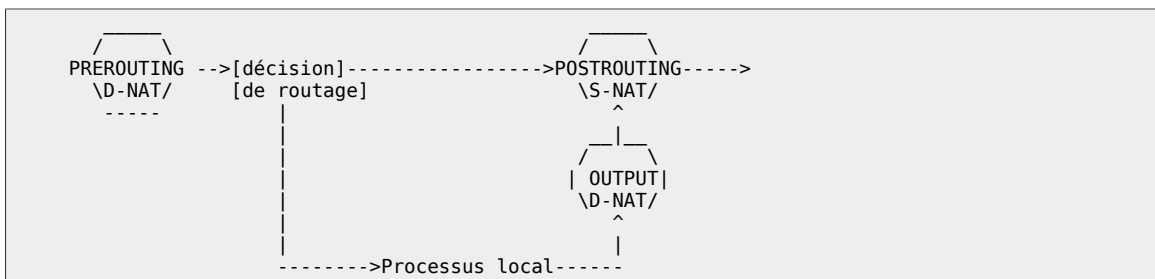 PREROUTING -->[décision]----------------->POSTROUTING----->
\D-NAT/ [de routage] \S-NAT/
| OUTPUT|
\D-NAT/
-------->Processus local------